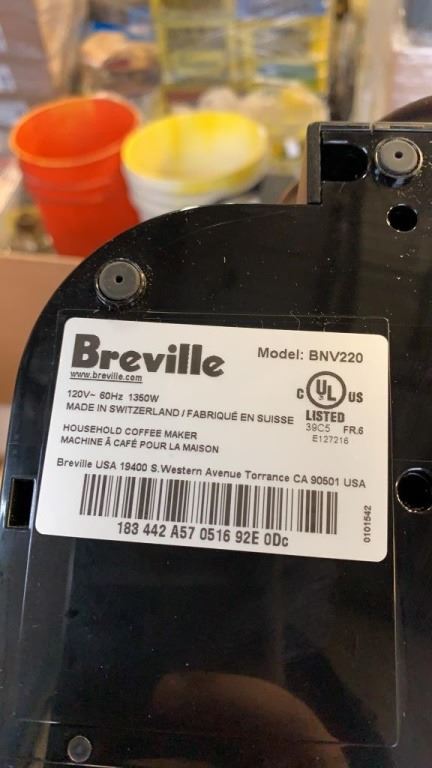 Breville
www.breville.com
Model: BNV220
120V~ 60Hz 1350W
MADE IN SWITZERLAND / FABRIQUÉ EN SUISSE
HOUSEHOLD COFFEE MAKER
MACHINE À CAFÉ POUR LA MAISON
C UL US
LISTED
39C5 FR.6
E127216
Breville USA 19400 S.Western Avenue Torrance CA 90501 USA
183 442 A57 0516 92E 0Dc
0101542